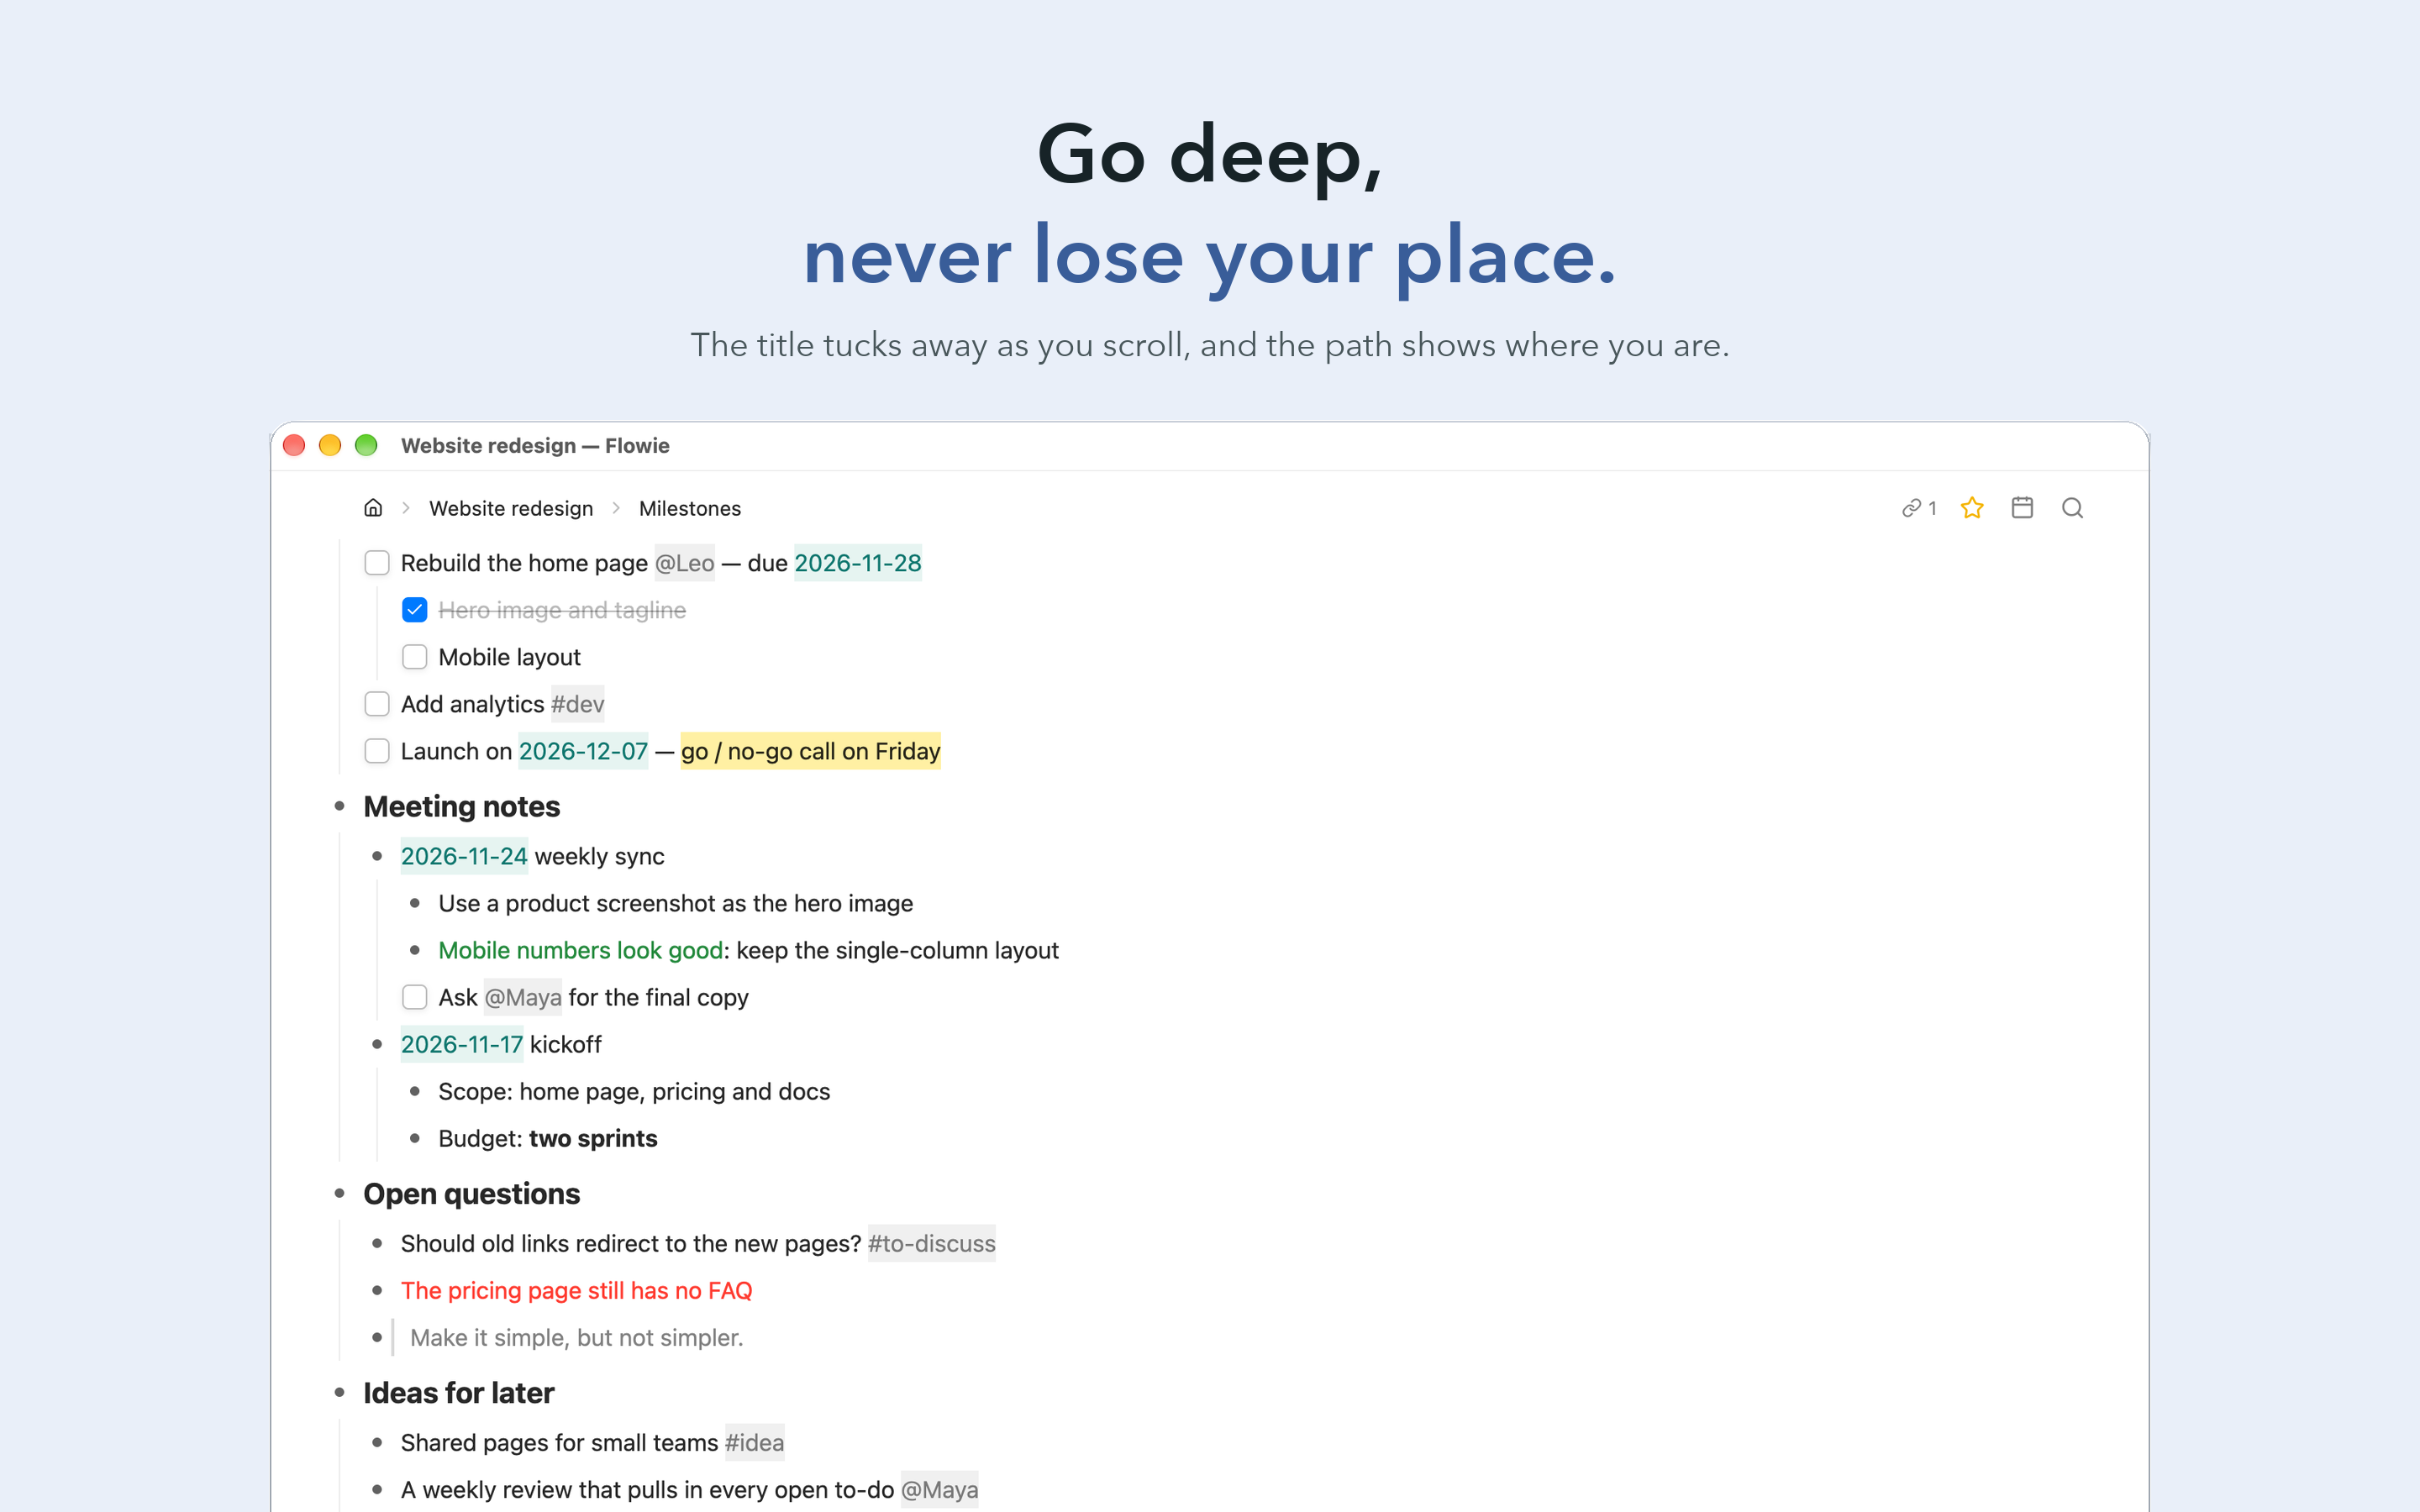 Go deep,
never lose your place.
The title tucks away as you scroll, and the path shows where you are.
Website redesign — Flowie
Website redesign > Milestones
1
Rebuild the home page @Leo — due 2026-11-28
Hero image and tagline
Mobile layout
Add analytics #dev
Launch on 2026-12-07 — go / no-go call on Friday
Meeting notes
2026-11-24 weekly sync
Use a product screenshot as the hero image
Mobile numbers look good: keep the single-column layout
Ask @Maya for the final copy
2026-11-17 kickoff
Scope: home page, pricing and docs
Budget: two sprints
Open questions
Should old links redirect to the new pages? #to-discuss
The pricing page still has no FAQ
Make it simple, but not simpler.
Ideas for later
Shared pages for small teams #idea
A weekly review that pulls in every open to-do @Maya